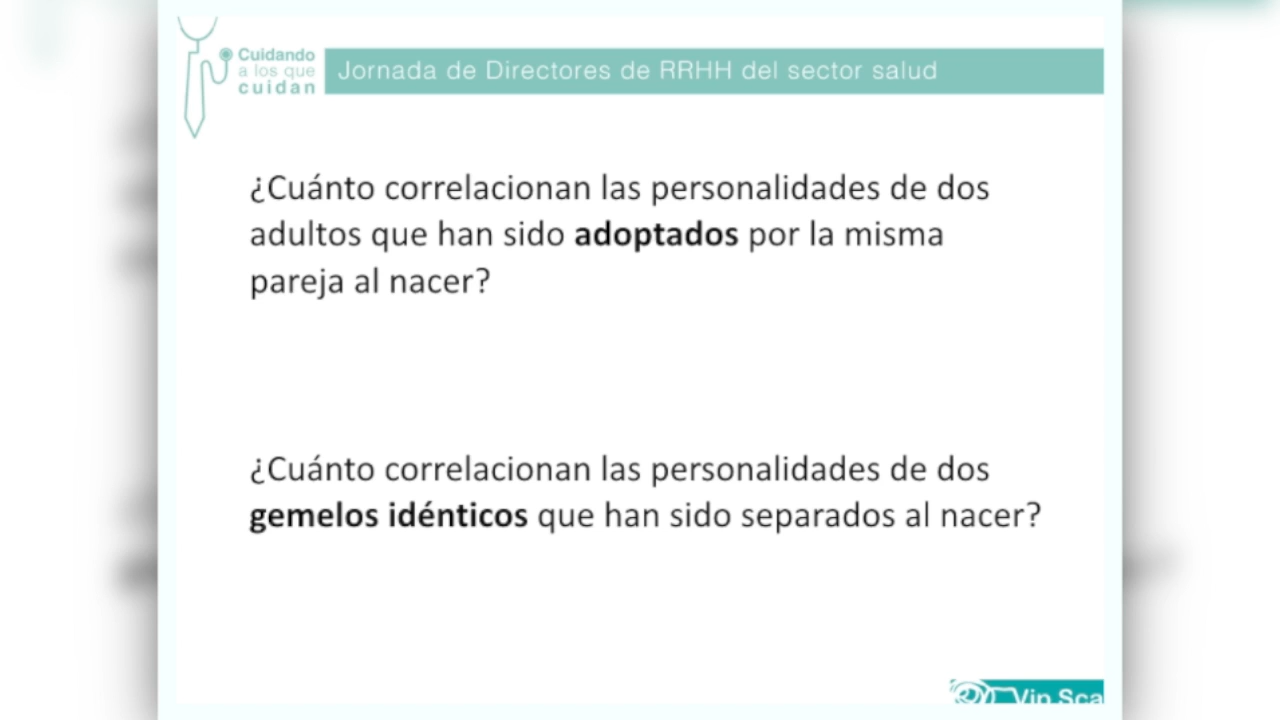 Cuidando
a los que
cuidan
Jornada de Directores de RRHH del sector salud
¿Cuánto correlacionan las personalidades de dos
adultos que han sido adoptados por la misma
pareja al nacer?
¿Cuánto correlacionan las personalidades de dos
gemelos idénticos que han sido separados al nacer?
Vip Sca